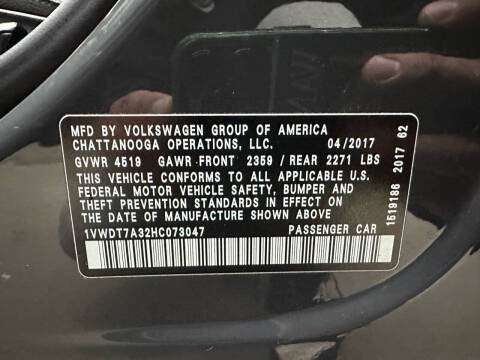 MFD BY VOLKSWAGEN GROUP OF AMERICA
CHATTANOOGA OPERATIONS, LLC. 04/2017
GVWR 4519 GAWR FRONT 2359 / REAR 2271 LBS
THIS VEHICLE CONFORMS TO ALL APPLICABLE U.S.
FEDERAL MOTOR VEHICLE SAFETY, BUMPER AND
THEFT PREVENTION STANDARDS IN EFFECT ON THE
DATE OF MANUFACTURE SHOWN ABOVE
1VWDT7A32HC079047 PASSENGER CAR
1519186 2017 62